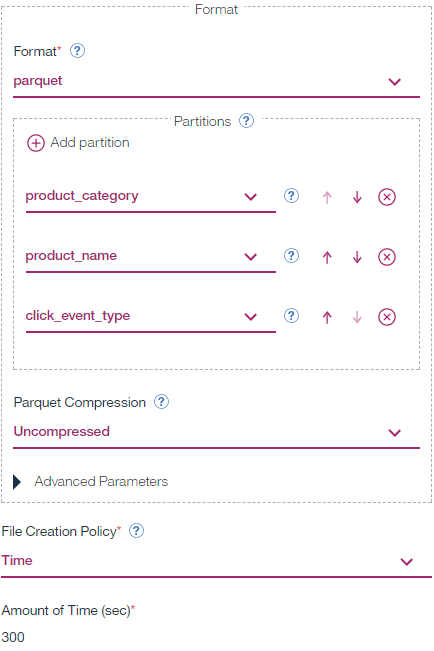 Format
Format* ?
parquet
Partitions ?
Add partition
product_category ?
product_name ?
click_event_type ?
Parquet Compression ?
Uncompressed
Advanced Parameters
File Creation Policy* ?
Time
Amount of Time (sec)*
300